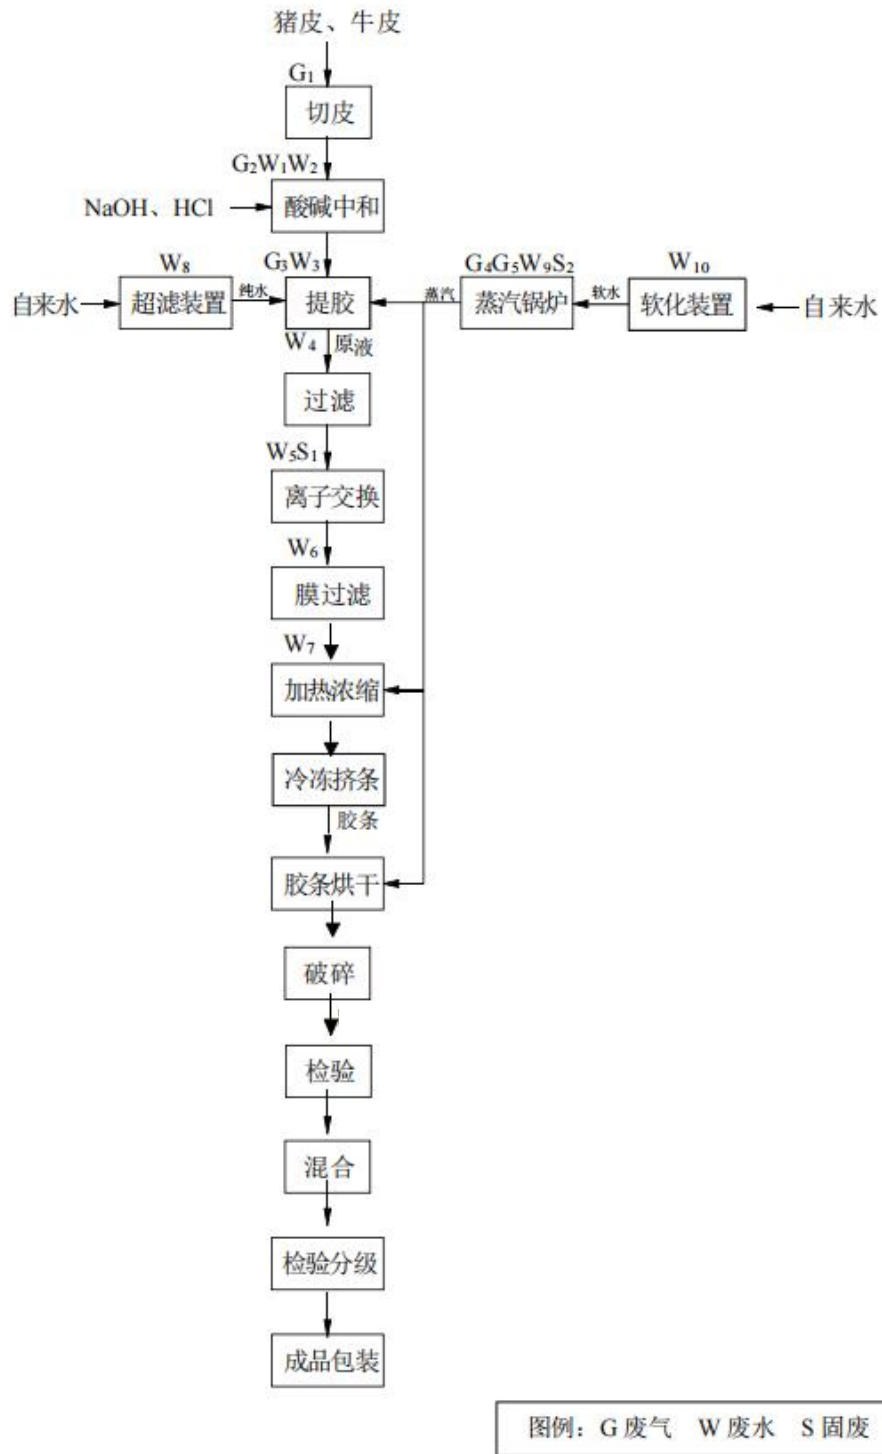 猪皮、牛皮
G₁
切皮
G₂W₁W₂
NaOH、HCl
酸碱中和
W₈
G₃W₃
G₄G₅W₉S₂
W₁₀
自来水
超滤装置
纯水
提胶
蒸汽
蒸汽锅炉
软水
软化装置
自来水
W₄
原液
过滤
W₅S₁
离子交换
W₆
膜过滤
W₇
加热浓缩
冷冻挤条
胶条
胶条烘干
破碎
检验
混合
检验分级
成品包装
图例：G 废气 W 废水 S 固废